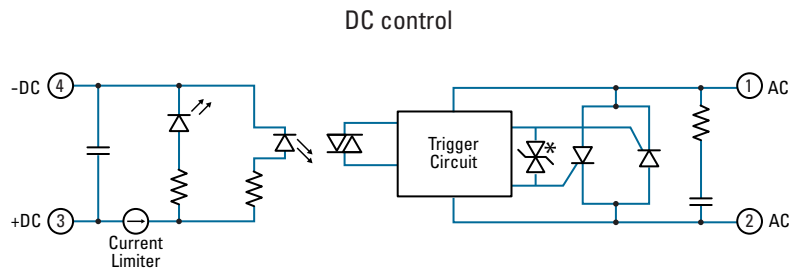 DC control
-DC 4
1 AC
Trigger
Circuit
*
+DC 3
2 AC
Current
Limiter